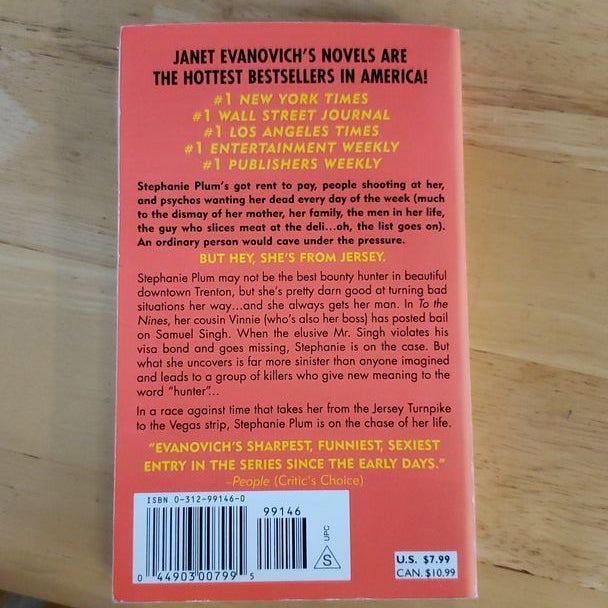 JANET EVANOVICH'S NOVELS ARE
THE HOTTEST BESTSELLERS IN AMERICA!
#1 NEW YORK TIMES
#1 WALL STREET JOURNAL
#1 LOS ANGELES TIMES
#1 ENTERTAINMENT WEEKLY
#1 PUBLISHERS WEEKLY
Stephanie Plum's got rent to pay, people shooting at her,
and psychos wanting her dead every day of the week (much
to the dismay of her mother, her family, the men in her life,
the guy who slices meat at the deli...oh, the list goes on).
An ordinary person would cave under the pressure.
BUT HEY, SHE'S FROM JERSEY.
Stephanie Plum may not be the best bounty hunter in beautiful
downtown Trenton, but she's pretty darn good at turning bad
situations her way...and she always gets her man. In To the
Nines, her cousin Vinnie (who's also her boss) has posted bail
on Samuel Singh. When the elusive Mr. Singh violates his
visa bond and goes missing, Stephanie is on the case. But
what she uncovers is far more sinister than anyone imagined
and leads to a group of killers who give new meaning to the
word "hunter"...
In a race against time that takes her from the Jersey Turnpike
to the Vegas strip, Stephanie Plum is on the chase of her life.
"EVANOVICH'S SHARPEST, FUNNIEST, SEXIEST
ENTRY IN THE SERIES SINCE THE EARLY DAYS."
–People (Critic's Choice)
ISBN 0-312-99146-0
99146
UPC
S
0 44903 00799 5
U.S. $7.99
CAN. $10.99